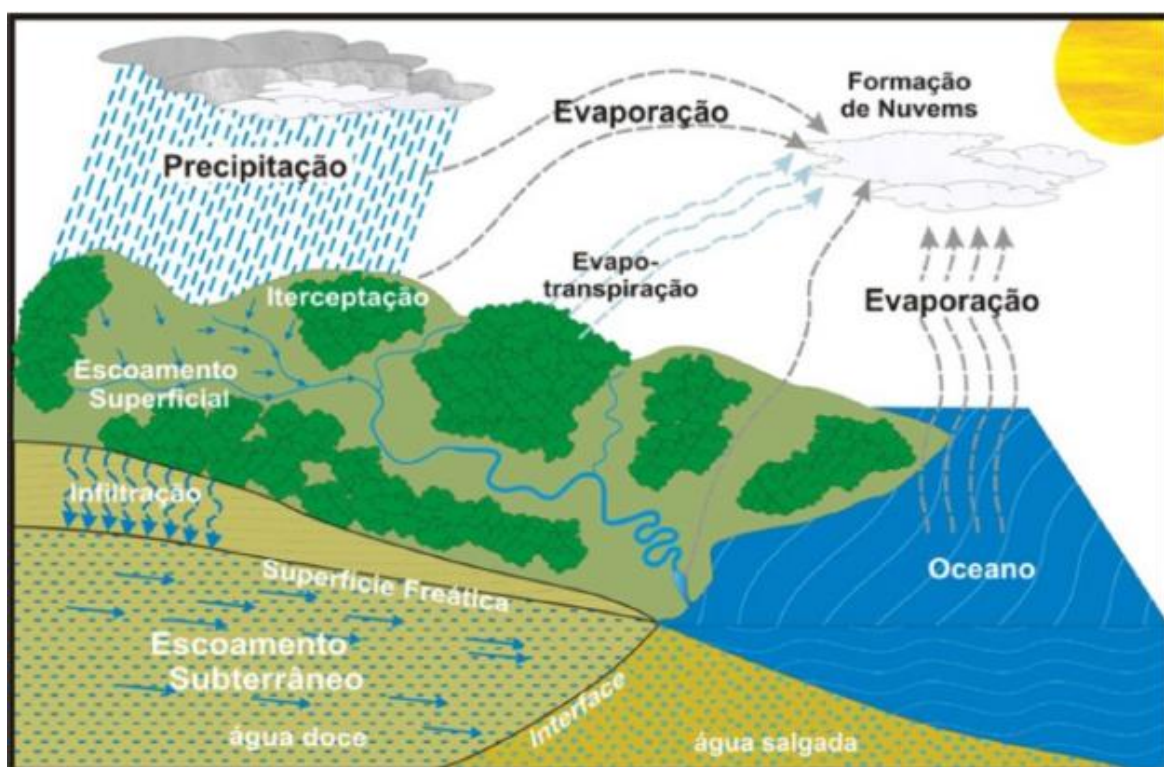 Formação
de Nuvems
Evaporação
Precipitação
Evapo-
transpiração
Iterceptação
Evaporação
Escoamento
Superficial
Infiltração
Oceano
Superfície Freática
Escoamento
Subterrâneo
Interface
água doce
água salgada